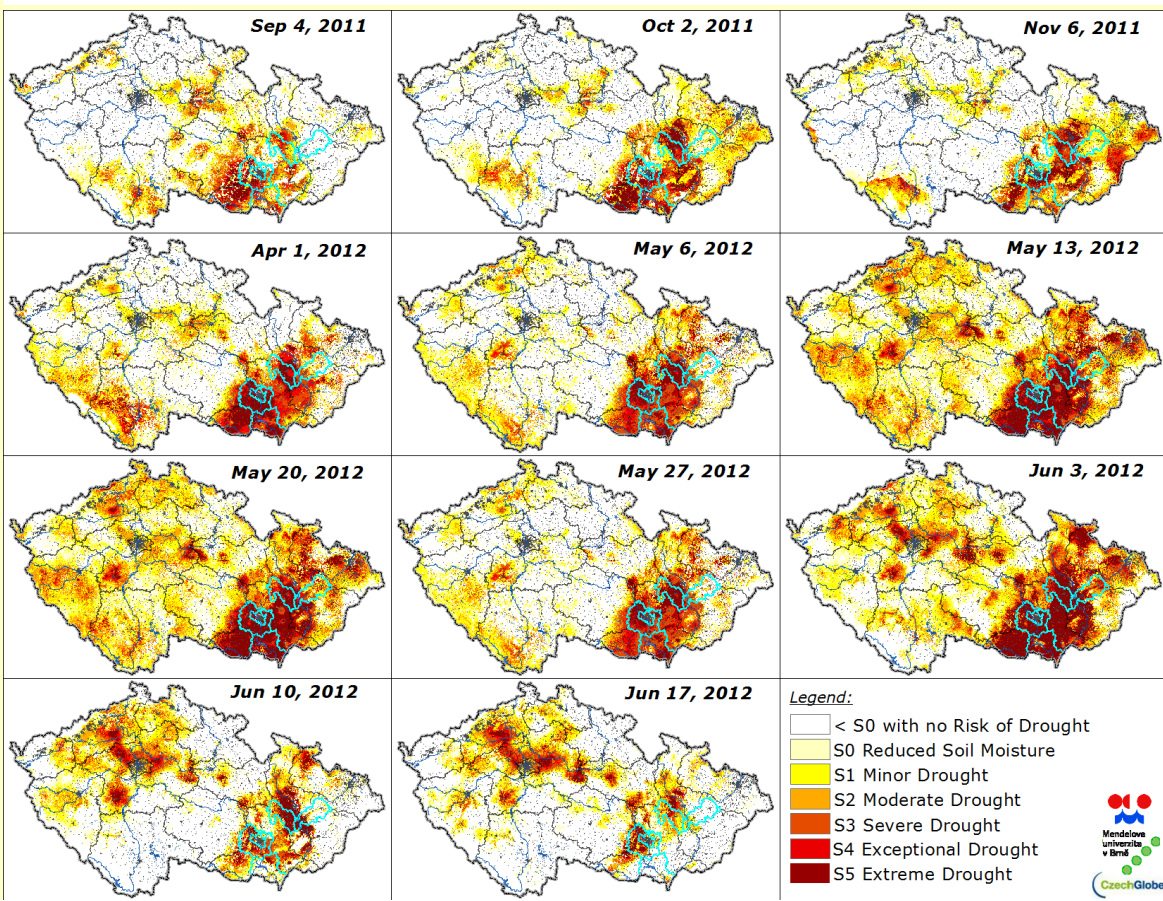 Sep 4, 2011
Oct 2, 2011
Nov 6, 2011
Apr 1, 2012
May 6, 2012
May 13, 2012
May 20, 2012
May 27, 2012
Jun 3, 2012
Jun 10, 2012
Jun 17, 2012
Legend:
< S0 with no Risk of Drought
S0 Reduced Soil Moisture
S1 Minor Drought
S2 Moderate Drought
S3 Severe Drought
S4 Exceptional Drought
S5 Extreme Drought
Mendelova
univerzita
v Brně
CzechGlobe